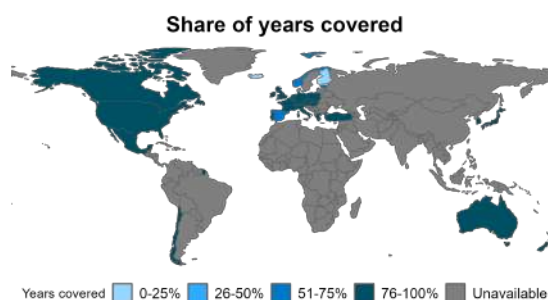 Share of years covered
Years covered 0-25% 26-50% 51-75% 76-100% Unavailable